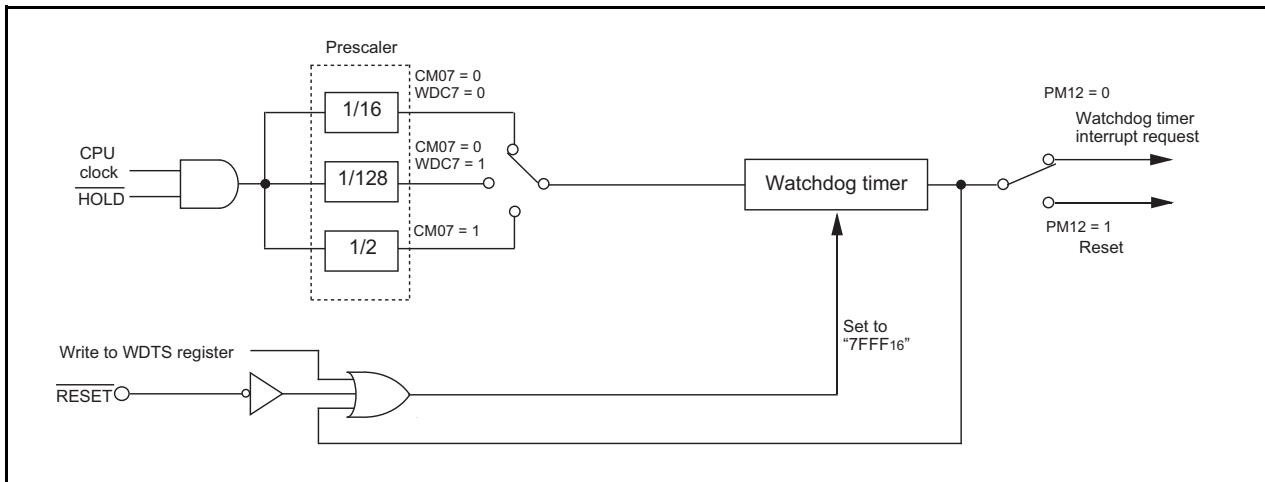 Prescaler
CM07 = 0
WDC7 = 0
1/16
PM12 = 0
Watchdog timer
interrupt request
CPU
clock
HOLD
CM07 = 0
WDC7 = 1
1/128
Watchdog timer
CM07 = 1
1/2
PM12 = 1
Reset
Set to
“7FFF16”
Write to WDTS register
RESET